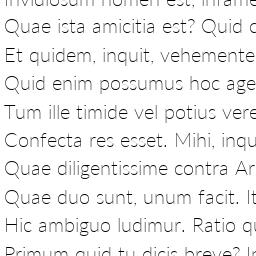 invidiosum nomen est, infame
Quae ista amicitia est? Quid
Et quidem, inquit, vehemente
Quid enim possumus hoc age
Tum ille timide vel potius vere
Confecta res esset. Mihi, inqu
Quae diligentissime contra Ar
Quae duo sunt, unum facit. It
Hic ambiguo ludimur. Ratio qu
Primum quid tu dicis breve? In